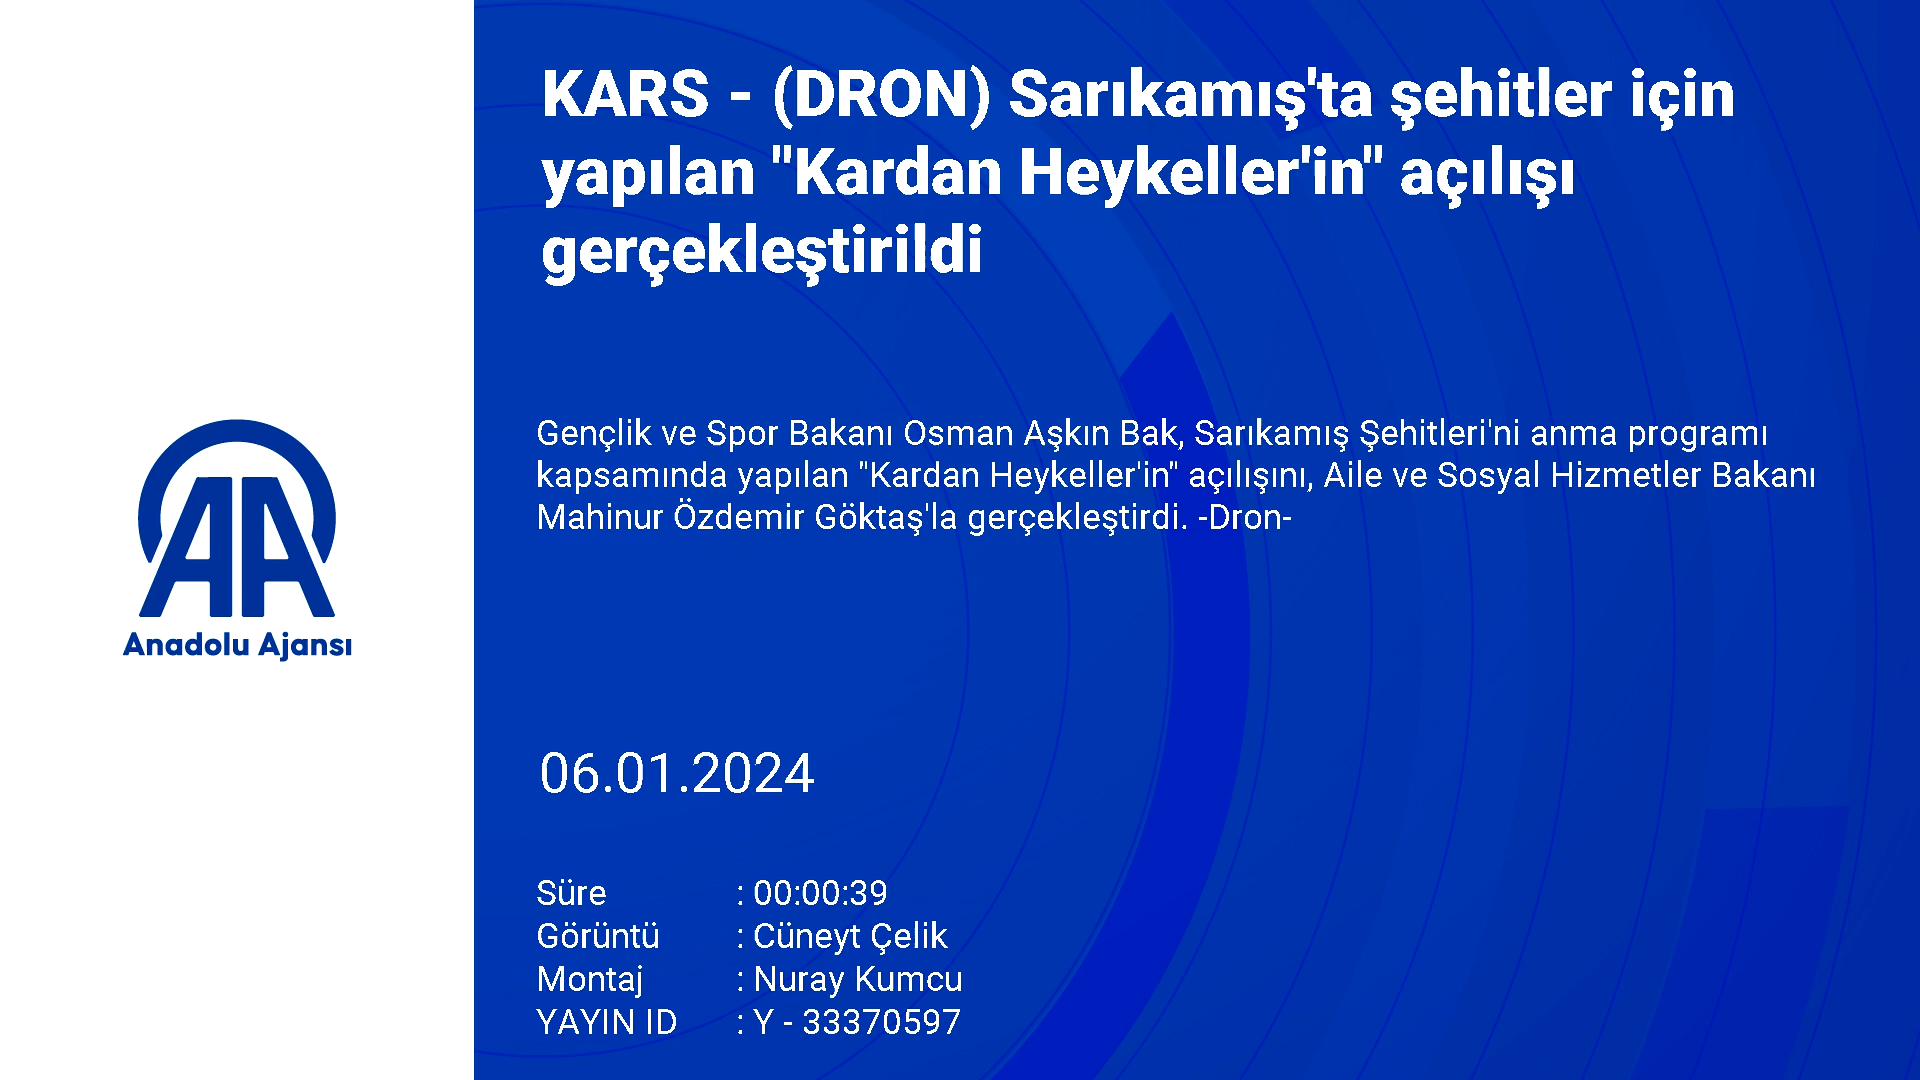 KARS - (DRON) Sarıkamış'ta şehitler için
yapılan "Kardan Heykeller'in" açılışı
gerçekleştirildi
Gençlik ve Spor Bakanı Osman Aşkın Bak, Sarıkamış Şehitleri'ni anma programı
kapsamında yapılan "Kardan Heykeller'in" açılışını, Aile ve Sosyal Hizmetler Bakanı
Mahinur Özdemir Göktaş'la gerçekleştirdi. -Dron-
AA
Anadolu Ajansı
06.01.2024
Süre : 00:00:39
Görüntü : Cüneyt Çelik
Montaj : Nuray Kumcu
YAYIN ID : Y - 33370597